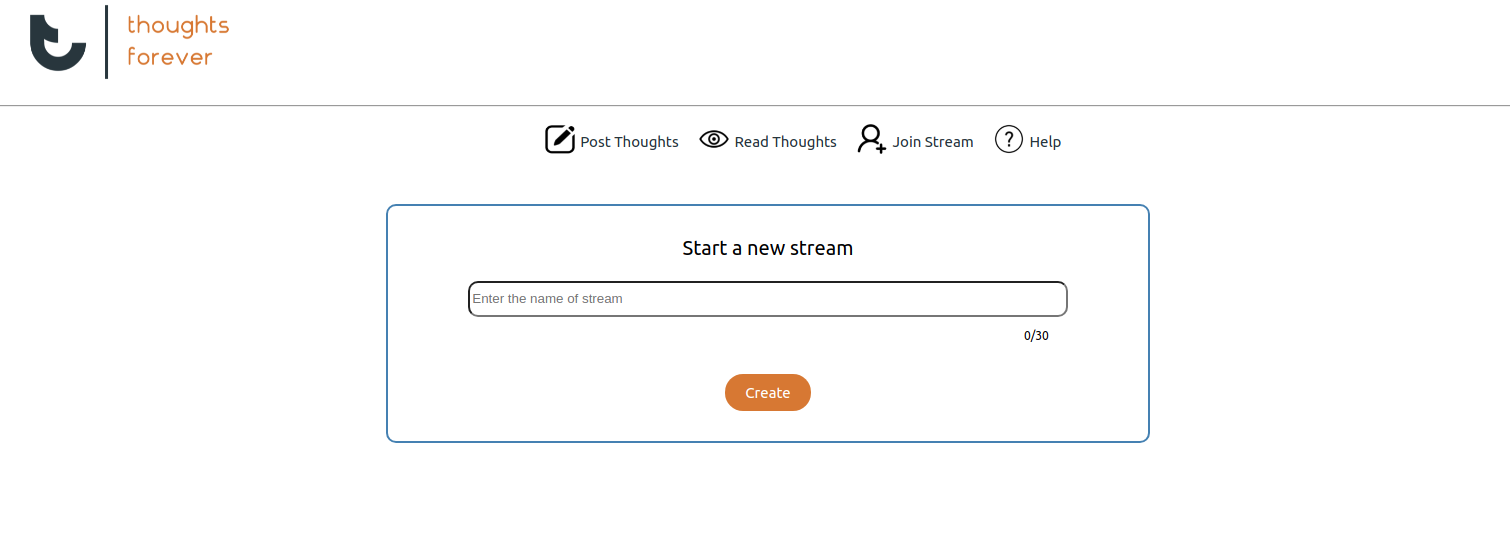 thoughts
forever
Post Thoughts Read Thoughts Join Stream ? Help
Start a new stream
Enter the name of stream
0/30
Create